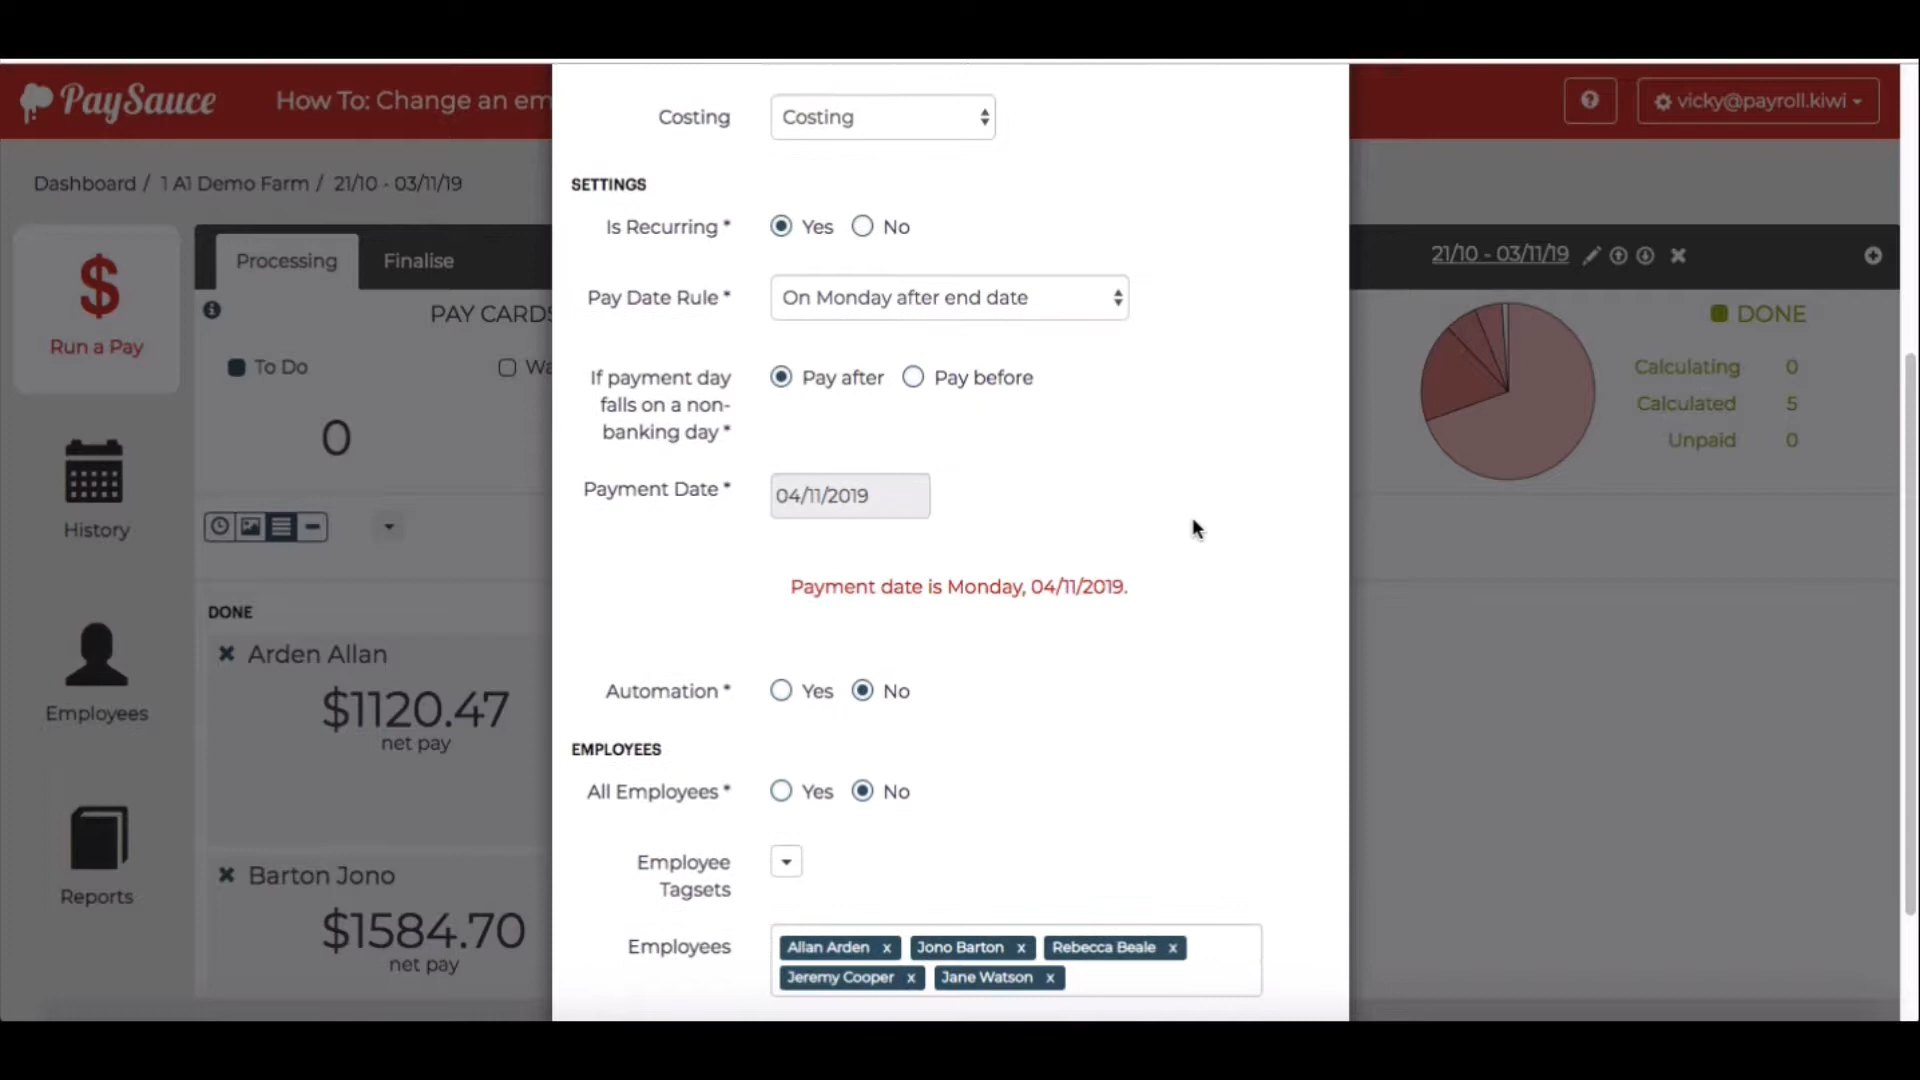 PaySauce
How To: Change an em
vicky@payroll.kiwi
Dashboard / 1 A1 Demo Farm / 21/10 - 03/11/19
Run a Pay
History
Employees
Reports
Processing
Finalise
PAY CARDS
To Do
Wa
0
DONE
Arden Allan
$1120.47
net pay
Barton Jono
$1584.70
net pay
Costing
Costing
SETTINGS
Is Recurring *
Yes
No
Pay Date Rule *
On Monday after end date
If payment day
falls on a non-
banking day *
Pay after
Pay before
Payment Date *
04/11/2019
Payment date is Monday, 04/11/2019.
Automation *
Yes
No
EMPLOYEES
All Employees *
Yes
No
Employee
Tagsets
Employees
Allan Arden x Jono Barton x Rebecca Beale x
Jeremy Cooper x Jane Watson x
21/10 - 03/11/19
DONE
Calculating 0
Calculated 5
Unpaid 0